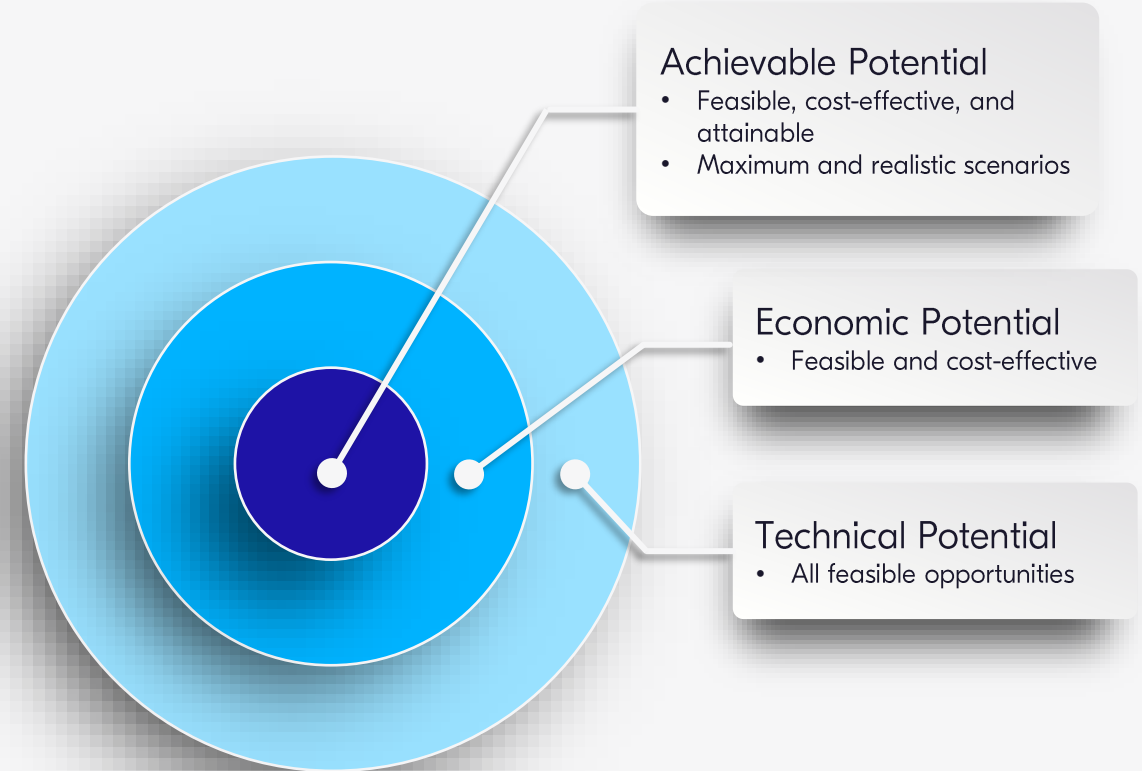 Achievable Potential
• Feasible, cost-effective, and
attainable
• Maximum and realistic scenarios
Economic Potential
• Feasible and cost-effective
Technical Potential
• All feasible opportunities